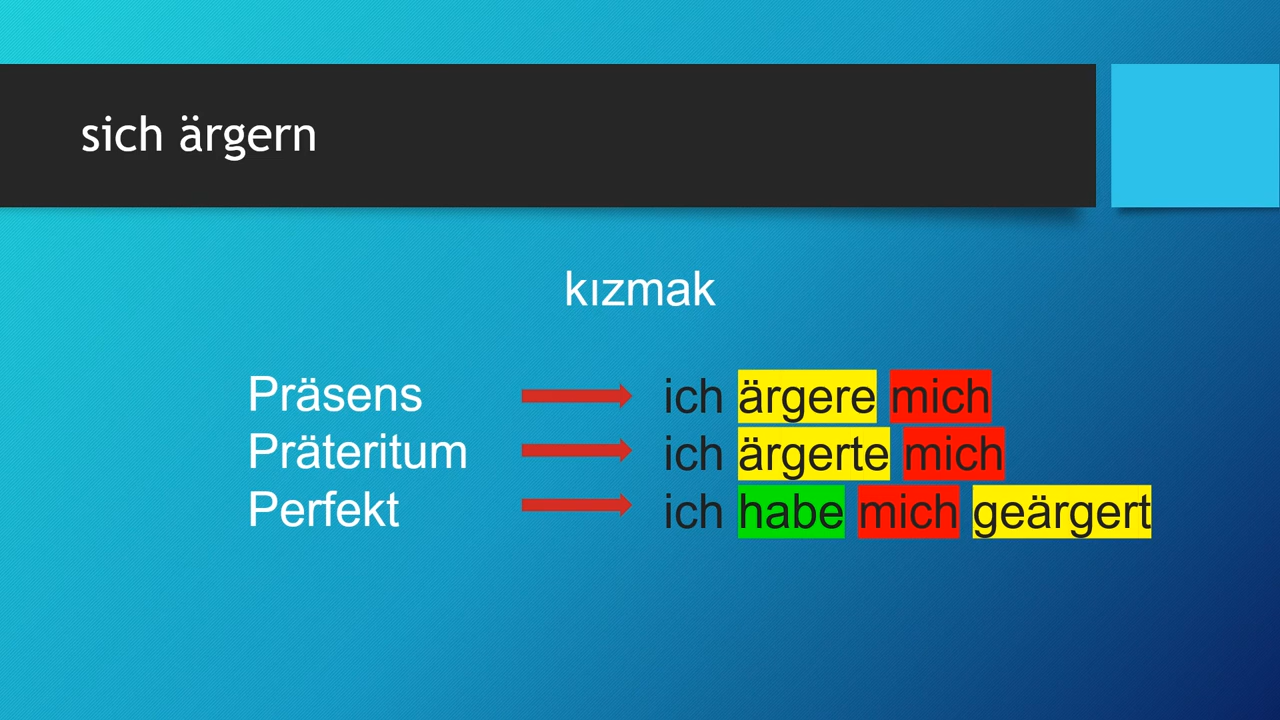 sich ärgern
kızmak
Präsens ich ärgere mich
Präteritum ich ärgerte mich
Perfekt ich habe mich geärgert